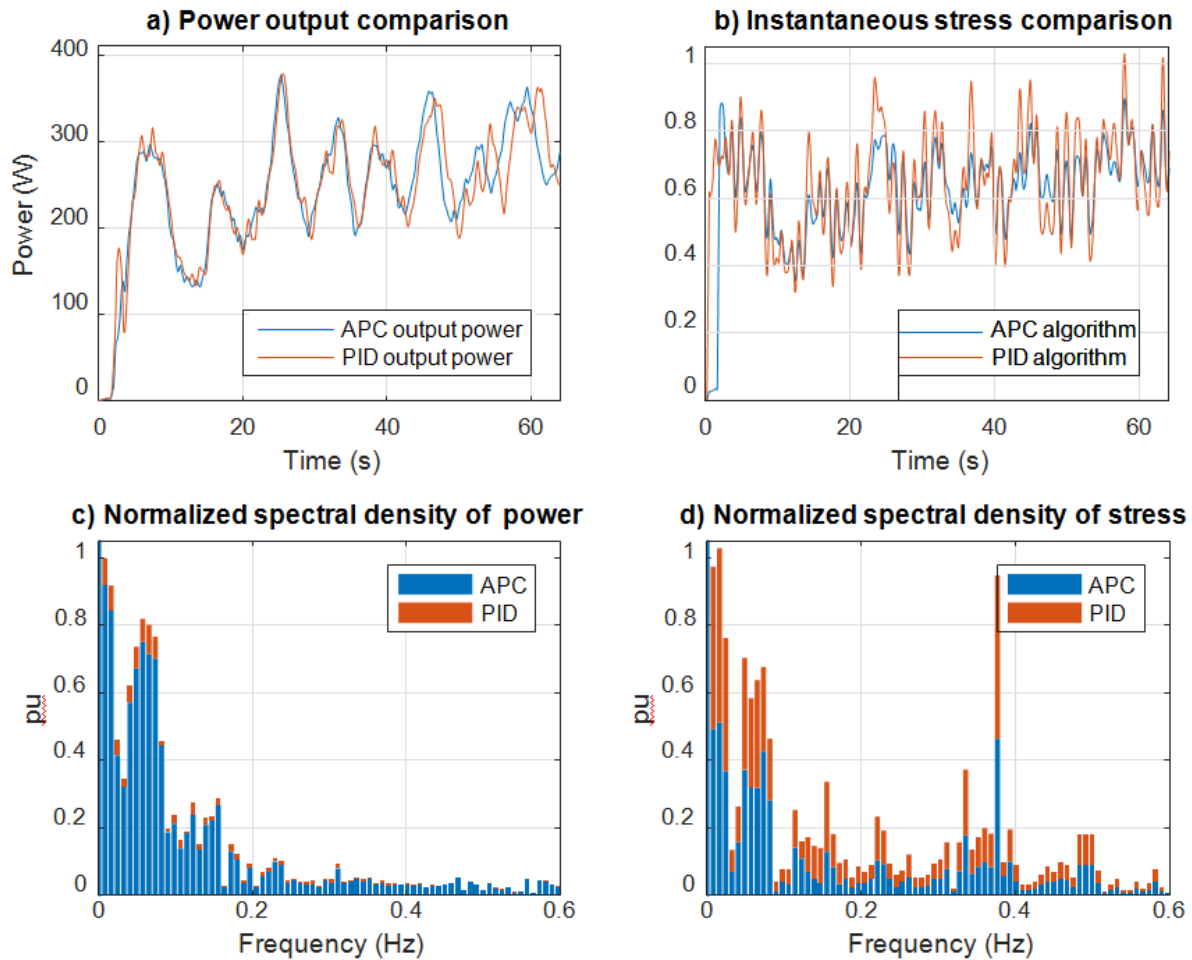 a) Power output comparison
400
300
200
100
0
Power (W)
APC output power
PID output power
0 20 40 60
Time (s)
b) Instantaneous stress comparison
1
0.8
0.6
0.4
0.2
0
APC algorithm
PID algorithm
0 20 40 60
Time (s)
c) Normalized spectral density of power
1
0.8
0.6
0.4
0.2
0
pu
APC
PID
0 0.2 0.4 0.6
Frequency (Hz)
d) Normalized spectral density of stress
1
0.8
0.6
0.4
0.2
0
pu
APC
PID
0 0.2 0.4 0.6
Frequency (Hz)